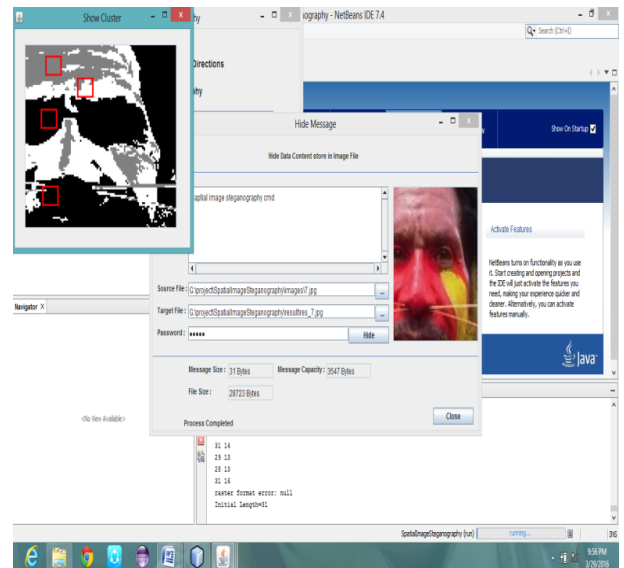 Show Cluster
hy
ography - NetBeans IDE 7.4
Search (Ctrl+I)
Directions
phy
Hide Message
Show On Startup
Hide Data Content store in Image File
aptial image steganography cmd
Activate Features
NetBeans turns on functionality as you use
it. Start creating and opening projects and
the IDE will just activate the features you
need, making your experience quicker and
cleaner. Alternatively, you can activate
features manually.
Source File : G:\project\SpatialImageSteganography\images\7.jpg ...
Navigator X
Target File : G:\project\SpatialImageSteganography\result\res_7.jpg ...
Password : ●●●●● Hide
Java
Message Size : 31 Bytes Message Capacity : 3547 Bytes
File Size : 28723 Bytes
<No View Available>
Process Completed
Close
31 14
29 13
28 13
31 16
raster format error: null
Initial Length=31
SpatialImageSteganography (run) running...
INS
9:56 PM
3/29/2016